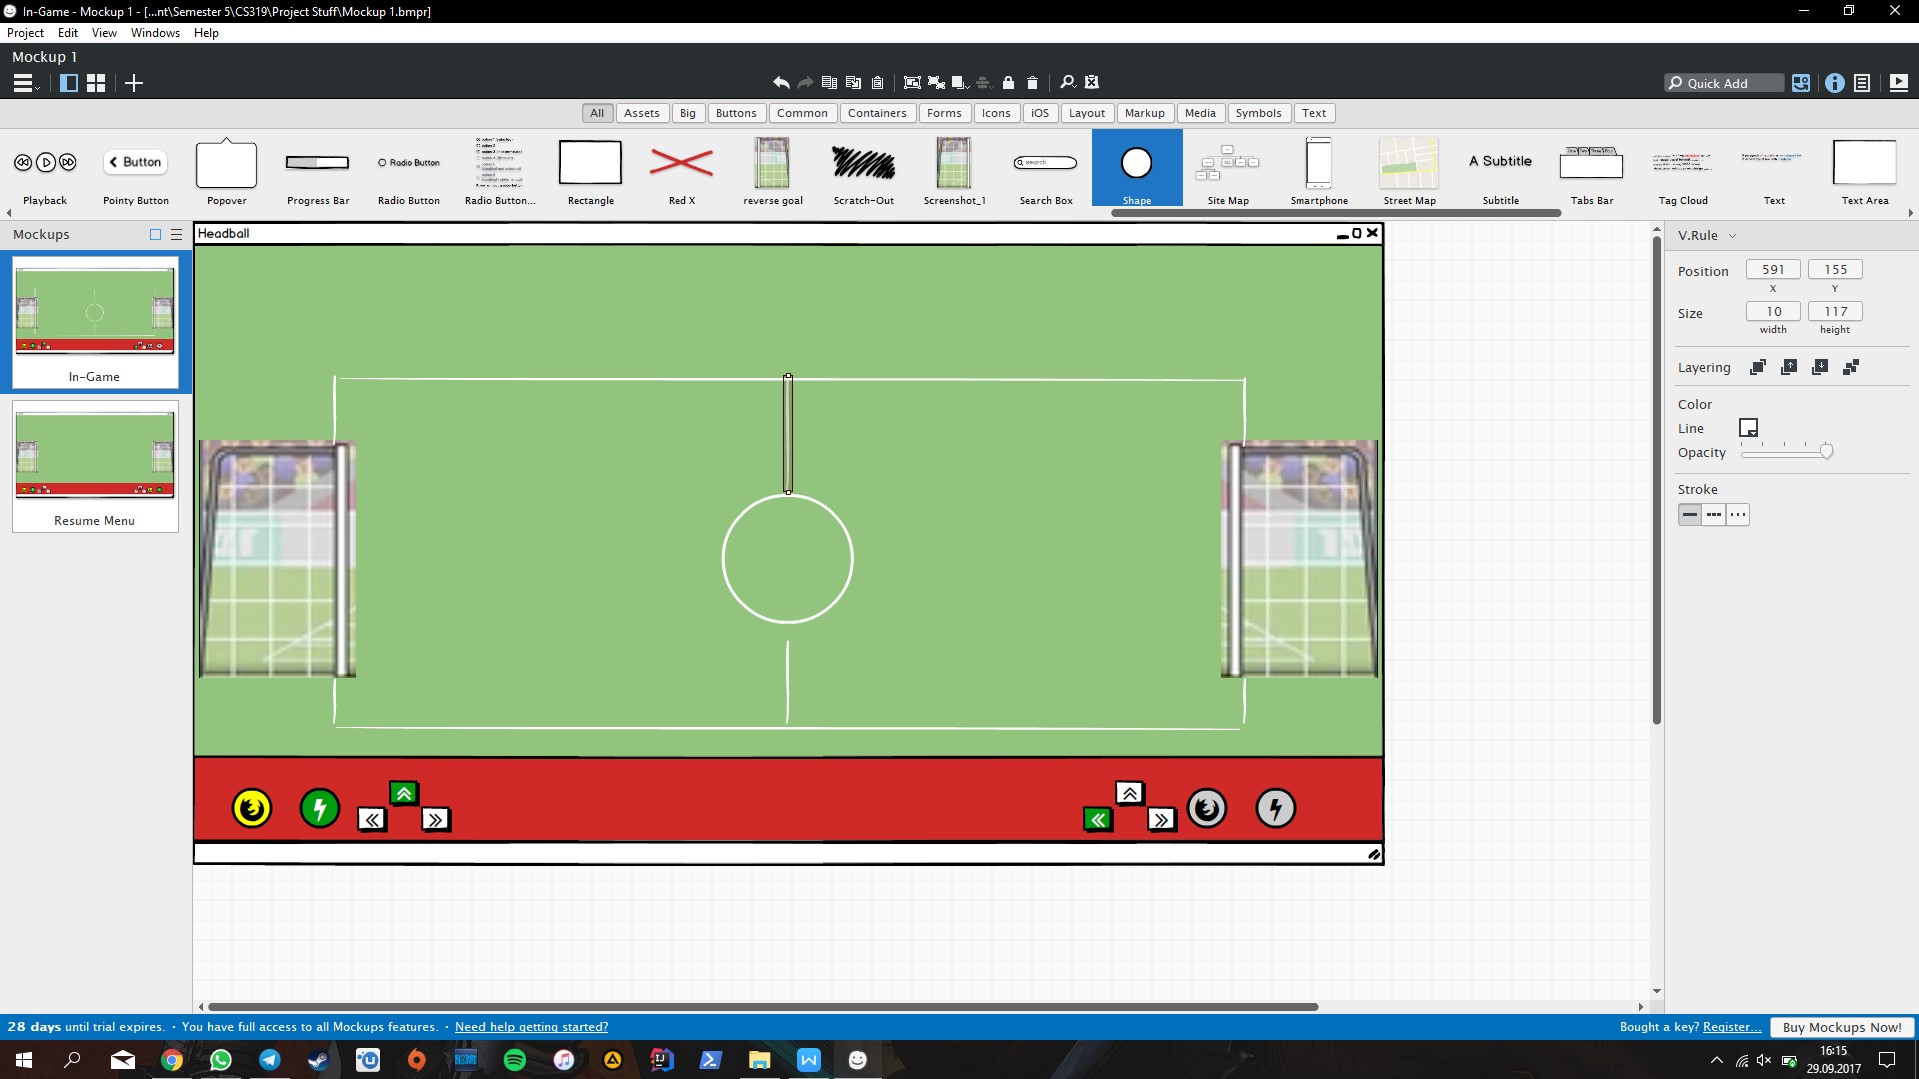 In-Game - Mockup 1 - [...nt\Semester 5\CS319\Project Stuff\Mockup 1.bmpr]
Project Edit View Windows Help
Mockup 1
Quick Add
All Assets Big Buttons Common Containers Forms Icons iOS Layout Markup Media Symbols Text
Button
Radio Button
search
A Subtitle
Playback Pointy Button Popover Progress Bar Radio Button Radio Button... Rectangle Red X reverse goal Scratch-Out Screenshot_1 Search Box Shape Site Map Smartphone Street Map Subtitle Tabs Bar Tag Cloud Text Text Area
Mockups
In-Game
Resume Menu
Headball
V.Rule
Position 591 155
X Y
Size 10 117
width height
Layering
Color
Line
Opacity
Stroke
28 days until trial expires. · You have full access to all Mockups features. · Need help getting started?
Bought a key? Register... Buy Mockups Now!
16:15
29.09.2017